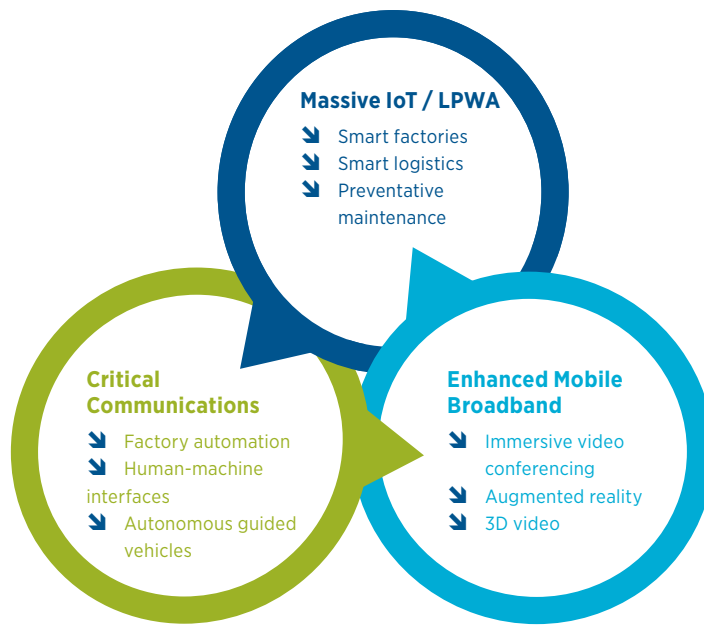 Massive IoT / LPWA
Smart factories
Smart logistics
Preventative
maintenance
Critical
Communications
Factory automation
Human-machine
interfaces
Autonomous guided
vehicles
Enhanced Mobile
Broadband
Immersive video
conferencing
Augmented reality
3D video